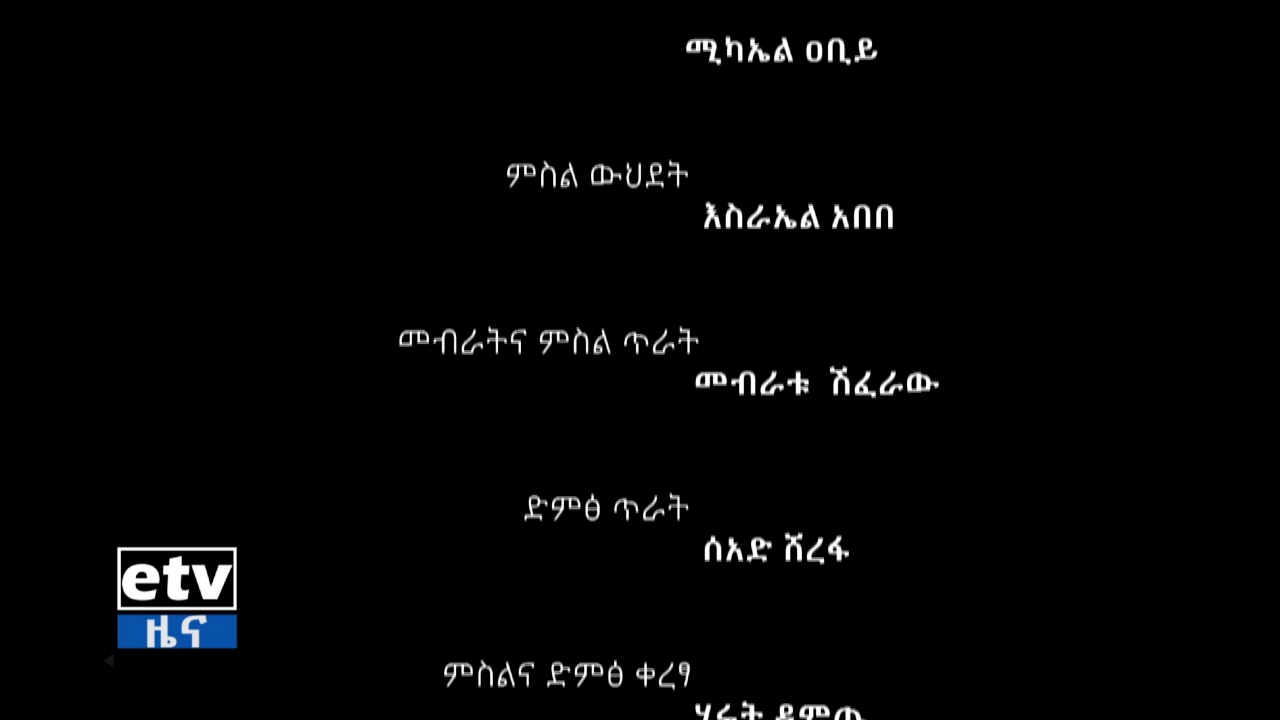 ሚካኤል ዐቢይ
ምስል ውህደት
እስራኤል አበበ
መብራትና ምስል ጥራት
መብራቱ ሽፈራው
ድምፅ ጥራት
ሰአድ ሸረፋ
etv
ዜና
ምስልና ድምፅ ቀረፃ